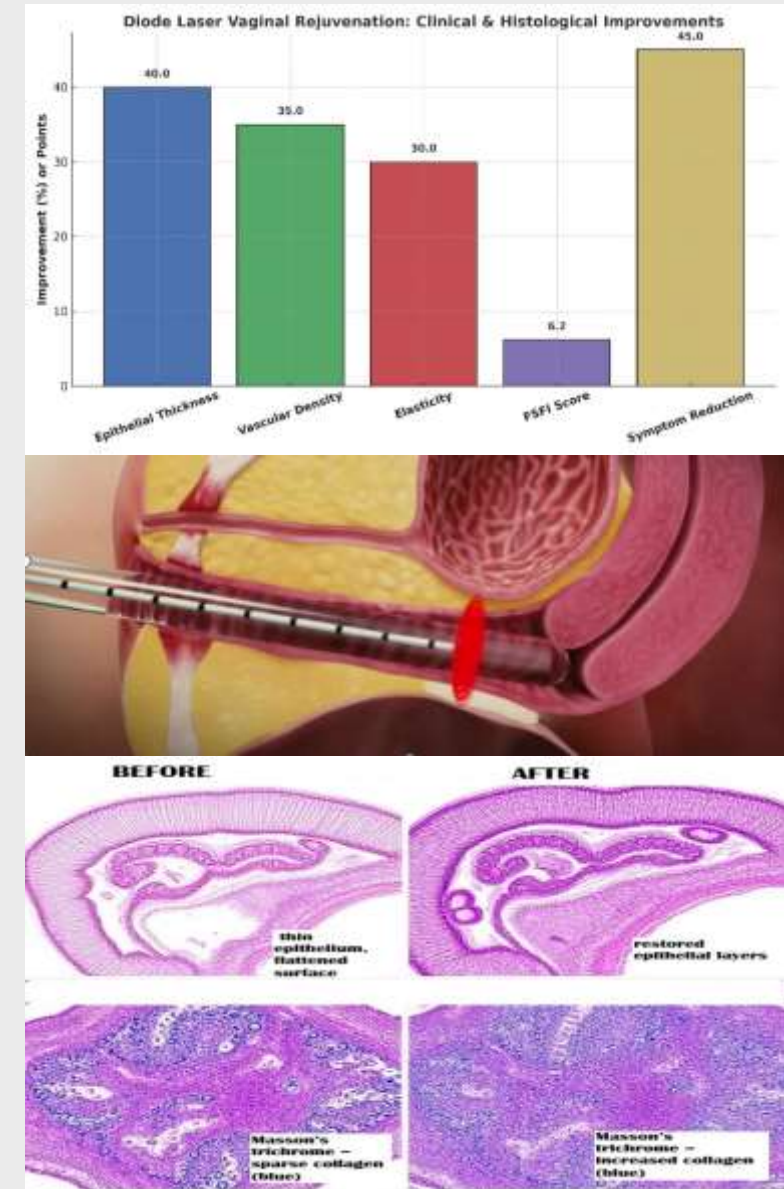 Diode Laser Vaginal Rejuvenation: Clinical & Histological Improvements
Improvement (%) or Points
40
30
20
10
0
40.0
35.0
30.0
6.2
45.0
Epithelial Thickness
Vascular Density
Elasticity
FSFI Score
Symptom Reduction
BEFORE
AFTER
thin
epithelium,
flattened
surface
restored
epithelial layers
Masson's
trichrome –
sparse collagen
(blue)
Masson's
trichrome –
increased collagen
(blue)